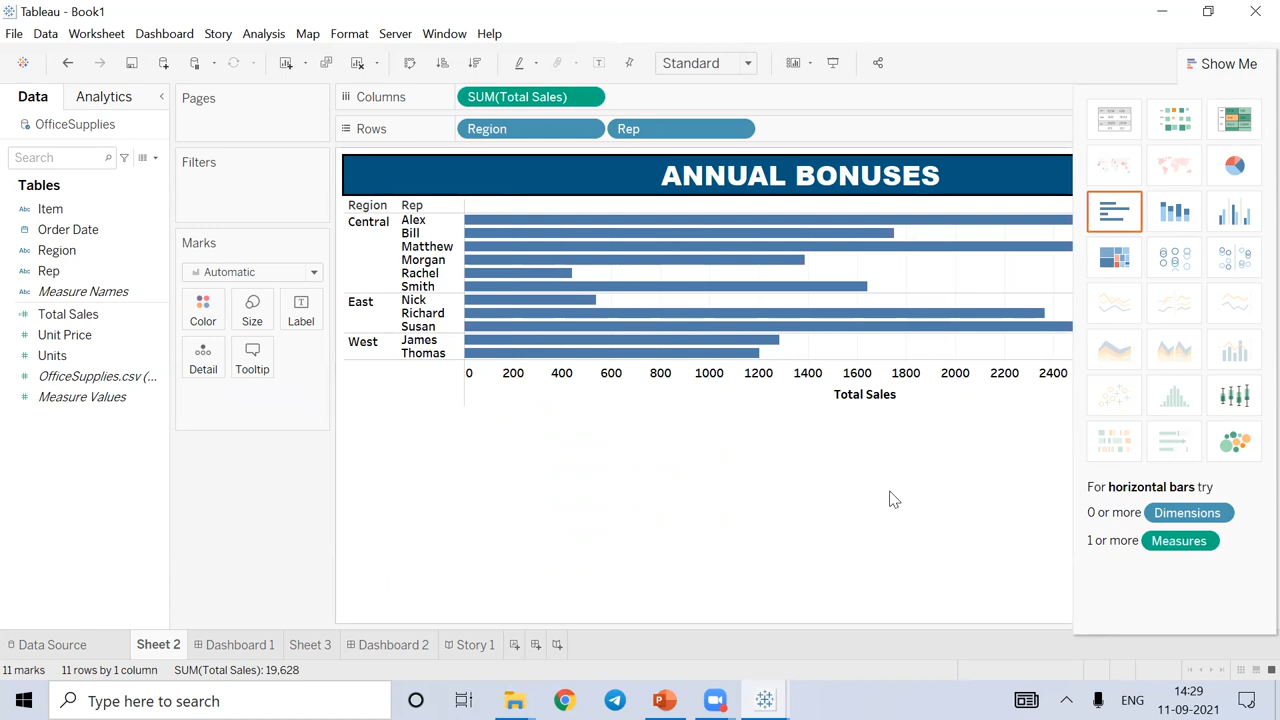 Tableau - Book1
File Data Worksheet Dashboard Story Analysis Map Format Server Window Help
Standard
Show Me
Data Analytics
OfficeSupplies
Search
Tables
Abc Item
Order Date
Abc Region
Abc Rep
Abc Measure Names
Total Sales
# Unit Price
# Units
# OfficeSupplies.csv (...
# Measure Values
Pages
Filters
Marks
Automatic
Color Size Label
Detail Tooltip
Columns SUM(Total Sales)
Rows Region Rep
ANNUAL BONUSES
Region Rep
Central Alex
Bill
Matthew
Morgan
Rachel
Smith
East Nick
Richard
Susan
West James
Thomas
0 200 400 600 800 1000 1200 1400 1600 1800 2000 2200 2400
Total Sales
For horizontal bars try
0 or more Dimensions
1 or more Measures
Data Source Sheet 2 Dashboard 1 Sheet 3 Dashboard 2 Story 1
11 marks 11 rows by 1 column SUM(Total Sales): 19,628
Type here to search
ENG
14:29
11-09-2021